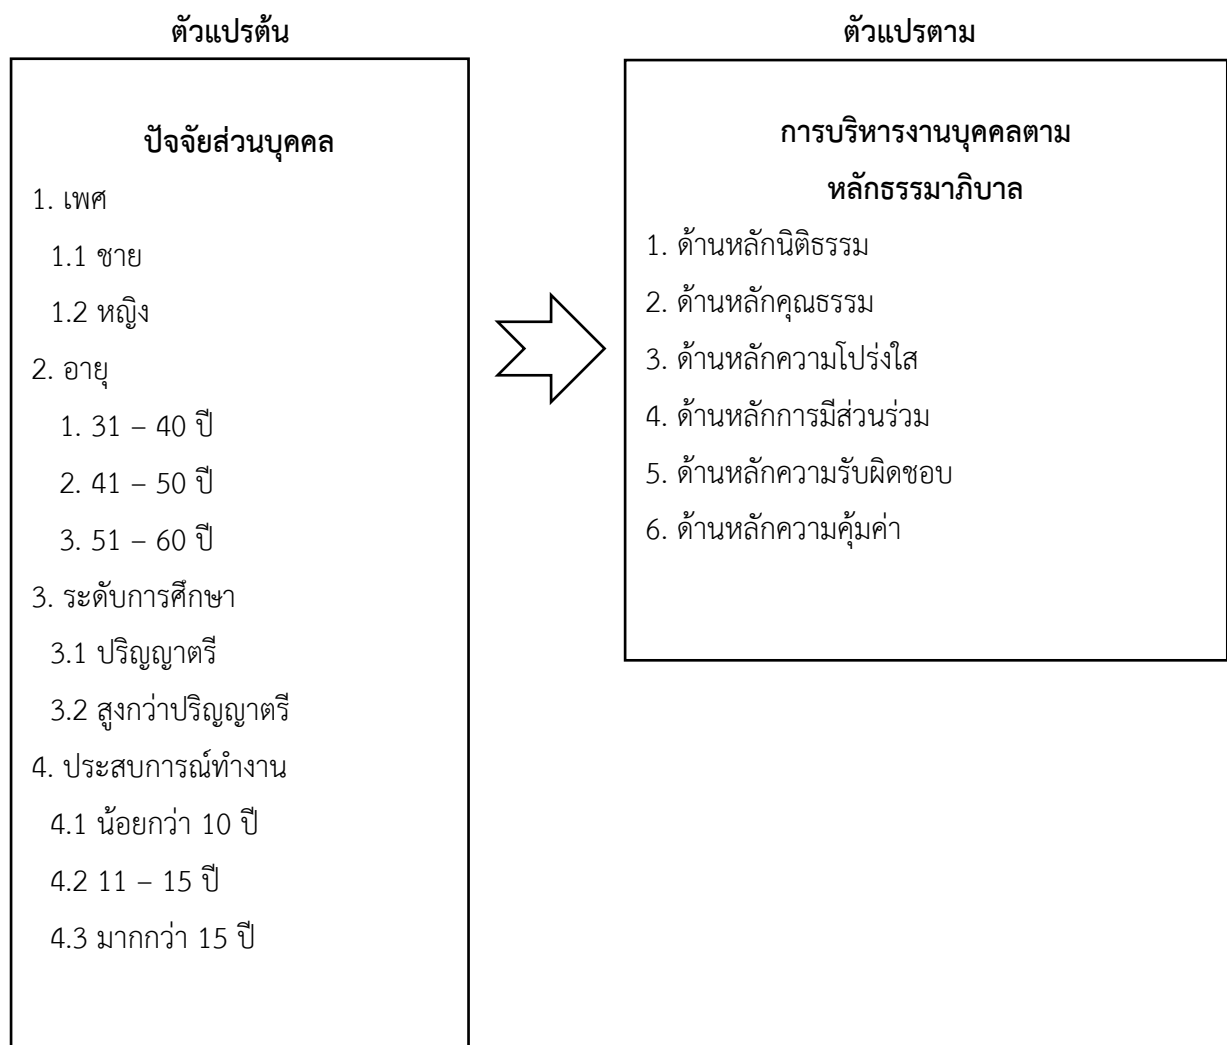 ตัวแปรต้น
ปัจจัยส่วนบุคคล
1. เพศ
1.1 ชาย
1.2 หญิง
2. อายุ
1. 31 – 40 ปี
2. 41 – 50 ปี
3. 51 – 60 ปี
3. ระดับการศึกษา
3.1 ปริญญาตรี
3.2 สูงกว่าปริญญาตรี
4. ประสบการณ์ทำงาน
4.1 น้อยกว่า 10 ปี
4.2 11 – 15 ปี
4.3 มากกว่า 15 ปี
ตัวแปรตาม
การบริหารงานบุคคลตาม
หลักธรรมาภิบาล
1. ด้านหลักนิติธรรม
2. ด้านหลักคุณธรรม
3. ด้านหลักความโปร่งใส
4. ด้านหลักการมีส่วนร่วม
5. ด้านหลักความรับผิดชอบ
6. ด้านหลักความคุ้มค่า